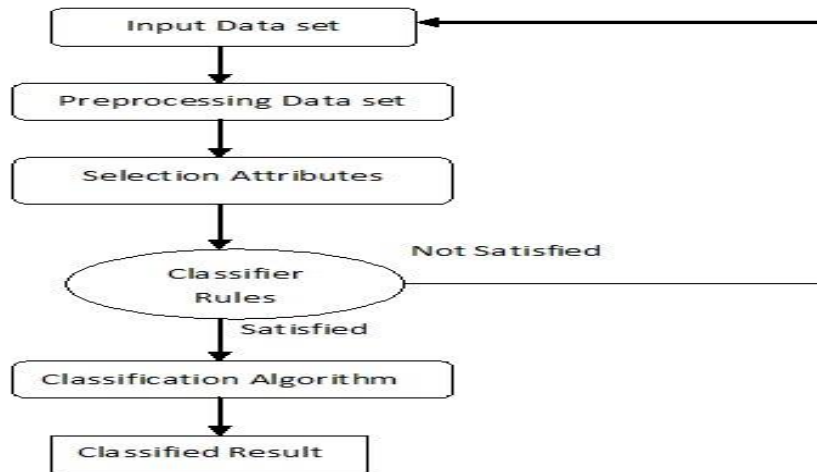 Input Data set
Preprocessing Data set
Selection Attributes
Not Satisfied
Classifier
Rules
Satisfied
Classification Algorithm
Classified Result